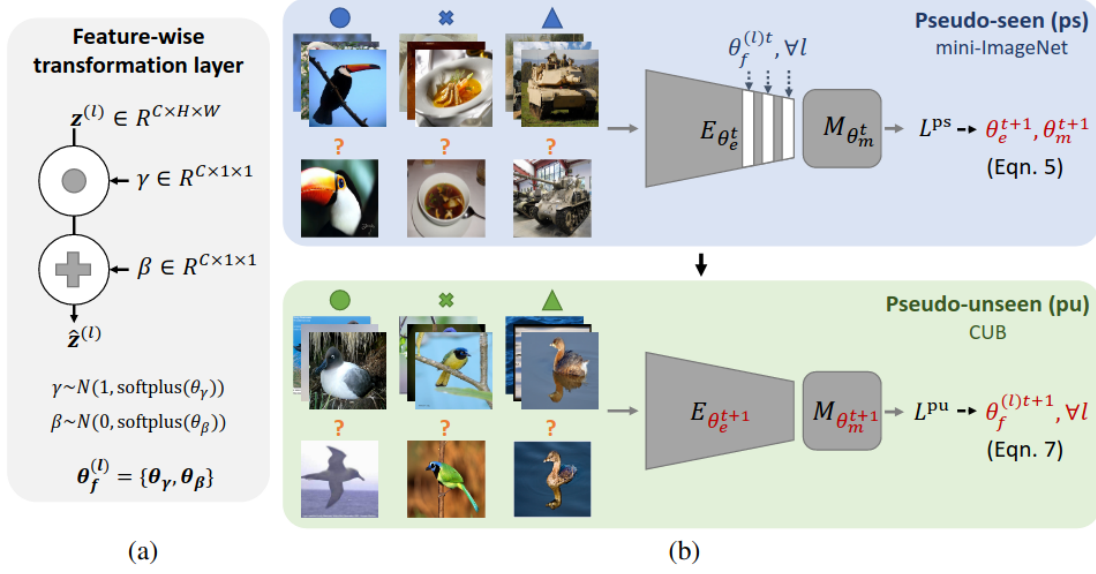 Feature-wise
transformation layer
z^{(l)} ∈ R^{C×H×W}
γ ∈ R^{C×1×1}
β ∈ R^{C×1×1}
ẑ^{(l)}
γ~N(1, softplus(θ_γ))
β~N(0, softplus(θ_β))
θ_f^{(l)} = {θ_γ, θ_β}
(a)
Pseudo-seen (ps)
mini-ImageNet
θ_f^{(l)t}, ∀l
? ? ?
E_{θ_e^t}
M_{θ_m^t}
L^{ps}
θ_e^{t+1}, θ_m^{t+1}
(Eqn. 5)
Pseudo-unseen (pu)
CUB
? ? ?
E_{θ_e^{t+1}}
M_{θ_m^{t+1}}
L^{pu}
θ_f^{(l)t+1}, ∀l
(Eqn. 7)
(b)